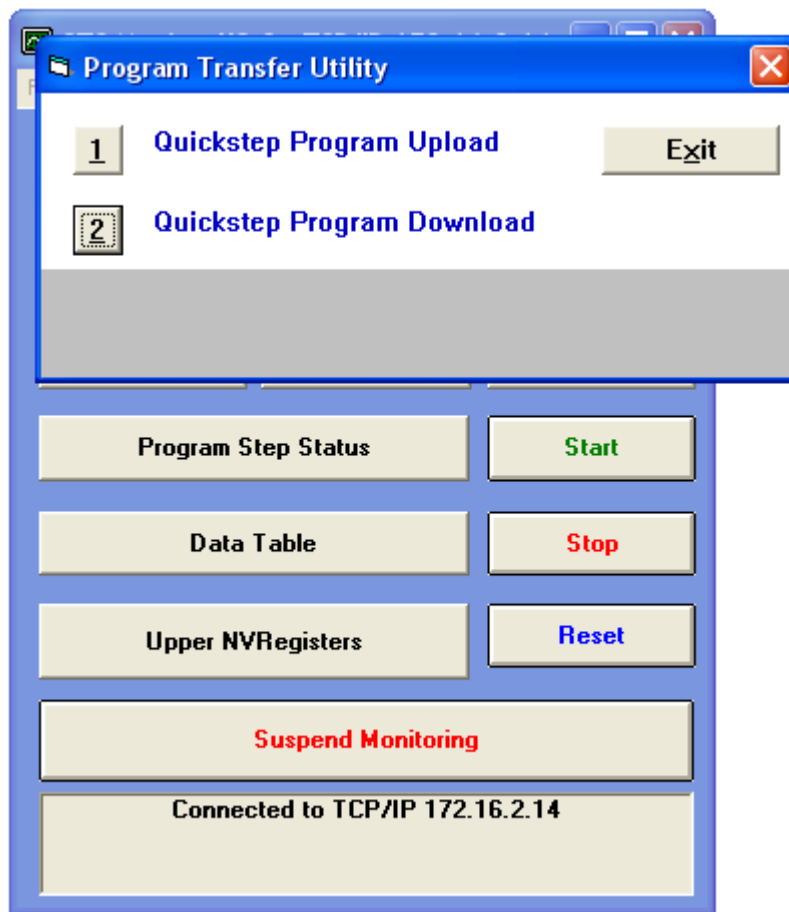 Program Transfer Utility
1 Quickstep Program Upload Exit
2 Quickstep Program Download
Program Step Status Start
Data Table Stop
Upper NVRegisters Reset
Suspend Monitoring
Connected to TCP/IP 172.16.2.14